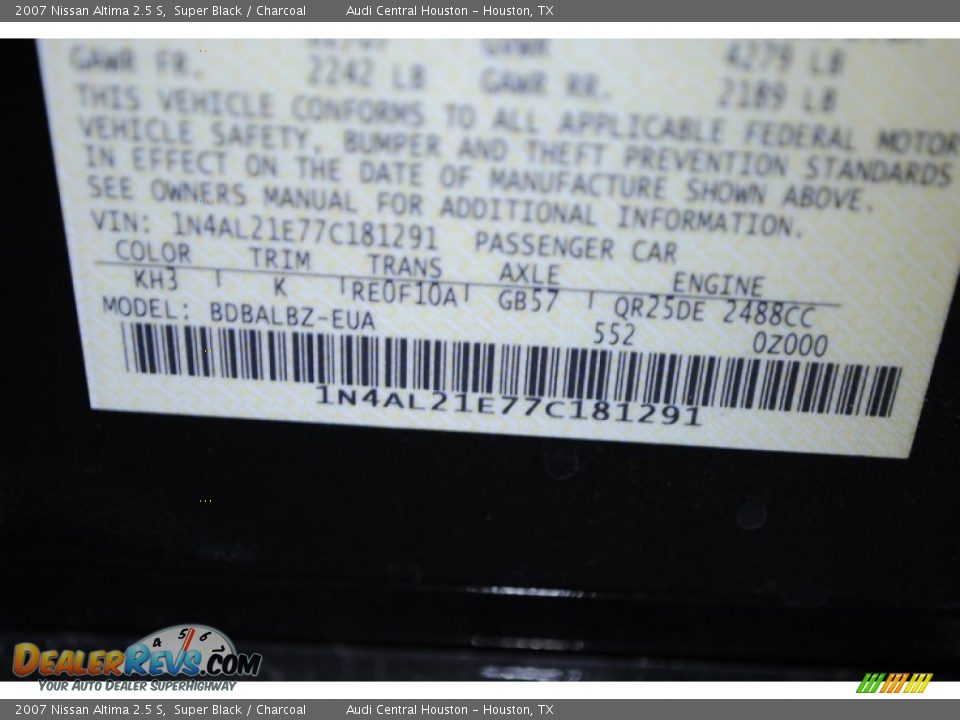 2007 Nissan Altima 2.5 S, Super Black / Charcoal Audi Central Houston - Houston, TX
GVWR 4279 LB
GAWR FR. 2242 LB GAWR RR. 2189 LB
THIS VEHICLE CONFORMS TO ALL APPLICABLE FEDERAL MOTOR
VEHICLE SAFETY, BUMPER AND THEFT PREVENTION STANDARDS
IN EFFECT ON THE DATE OF MANUFACTURE SHOWN ABOVE.
SEE OWNERS MANUAL FOR ADDITIONAL INFORMATION.
VIN: 1N4AL21E77C181291 PASSENGER CAR
COLOR TRIM TRANS AXLE ENGINE
KH3 K RE0F10A GB57 QR25DE 2488CC
MODEL: BDBALBZ-EUA 552 0Z000
1N4AL21E77C181291
4 5 6
DEALERREVS.COM
YOUR AUTO DEALER SUPERHIGHWAY
2007 Nissan Altima 2.5 S, Super Black / Charcoal Audi Central Houston - Houston, TX